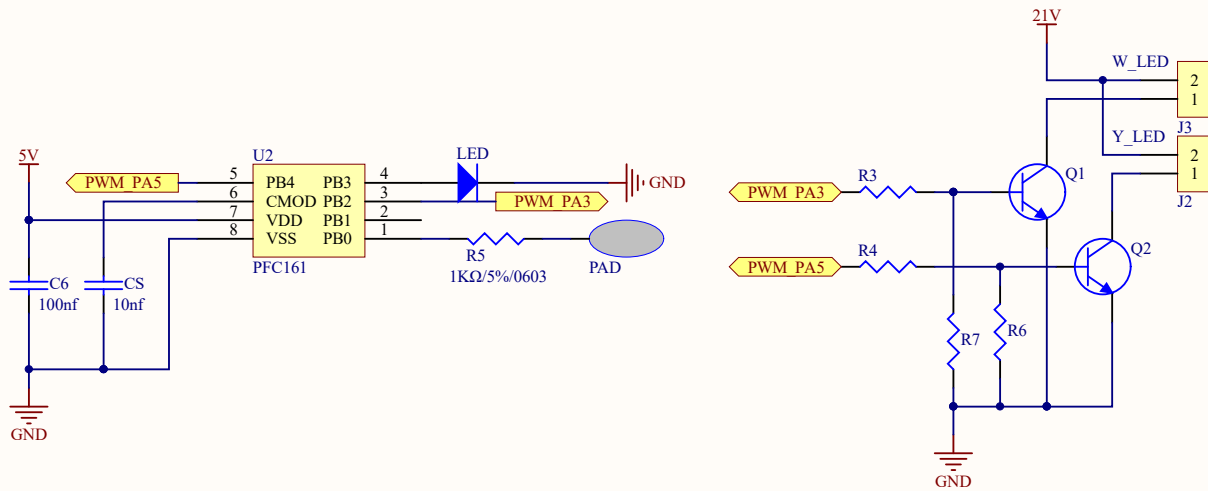 21V
W_LED
2
1
J3
Y_LED
2
1
J2
5V
U2
LED
PWM_PA5
5
PB4
PB3
4
GND
6
CMOD
PB2
3
PWM_PA3
7
VDD
PB1
2
8
VSS
PB0
1
PFC161
R5
1KΩ/5%/0603
PAD
C6
100nf
CS
10nf
GND
PWM_PA3
R3
Q1
PWM_PA5
R4
Q2
R7
R6
GND